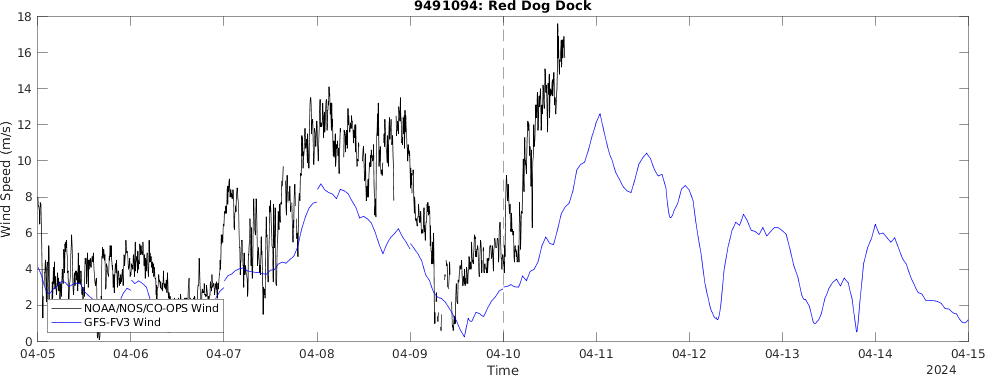 9491094: Red Dog Dock
Wind Speed (m/s)
18
16
14
12
10
8
6
4
2
0
NOAA/NOS/CO-OPS Wind
GFS-FV3 Wind
04-05 04-06 04-07 04-08 04-09 04-10 04-11 04-12 04-13 04-14 04-15
Time
2024